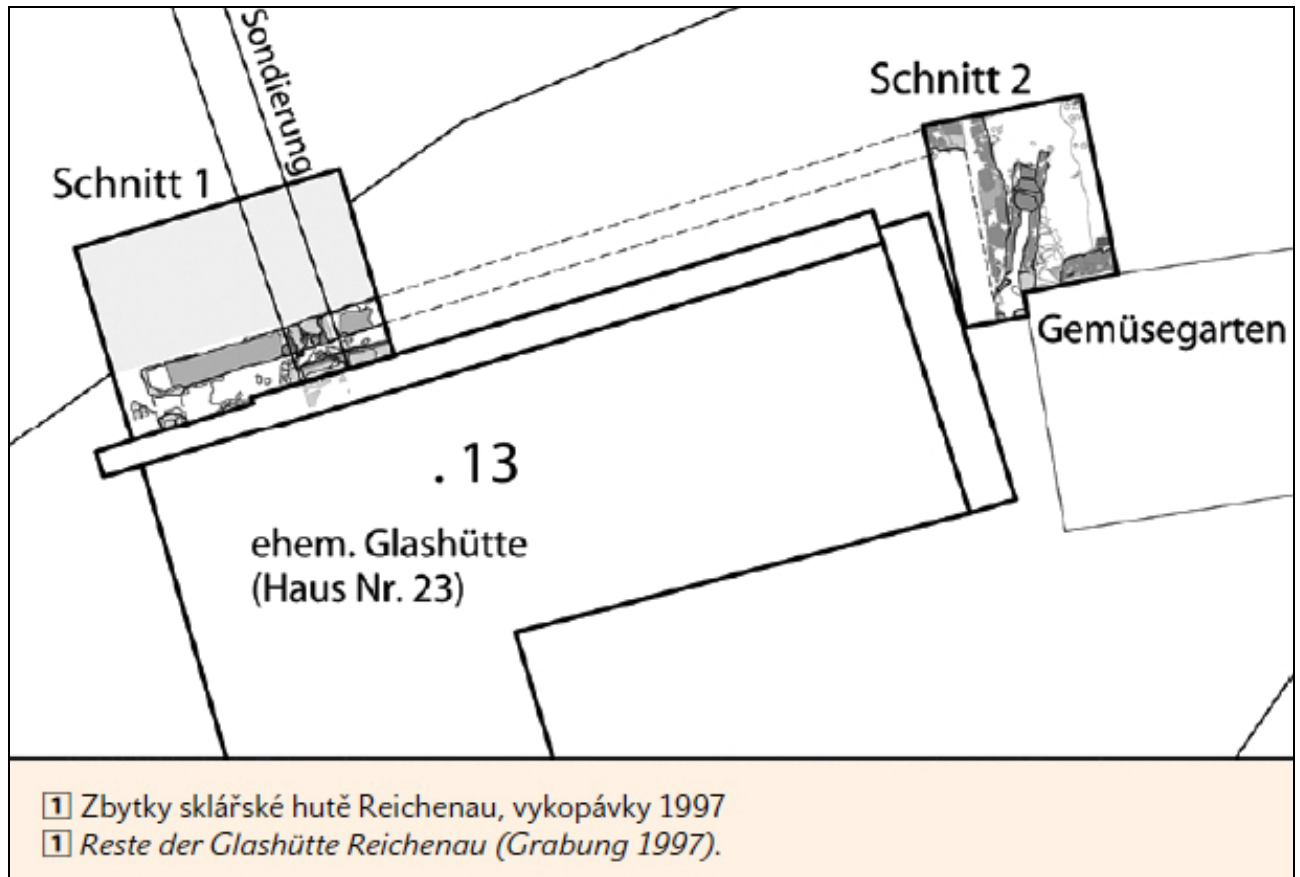 Sondierung
Schnitt 2
Schnitt 1
Gemüsegarten
. 13
ehem. Glashütte
(Haus Nr. 23)
1 Zbytky sklářské hutě Reichenau, vykopávky 1997
1 Reste der Glashütte Reichenau (Grabung 1997).